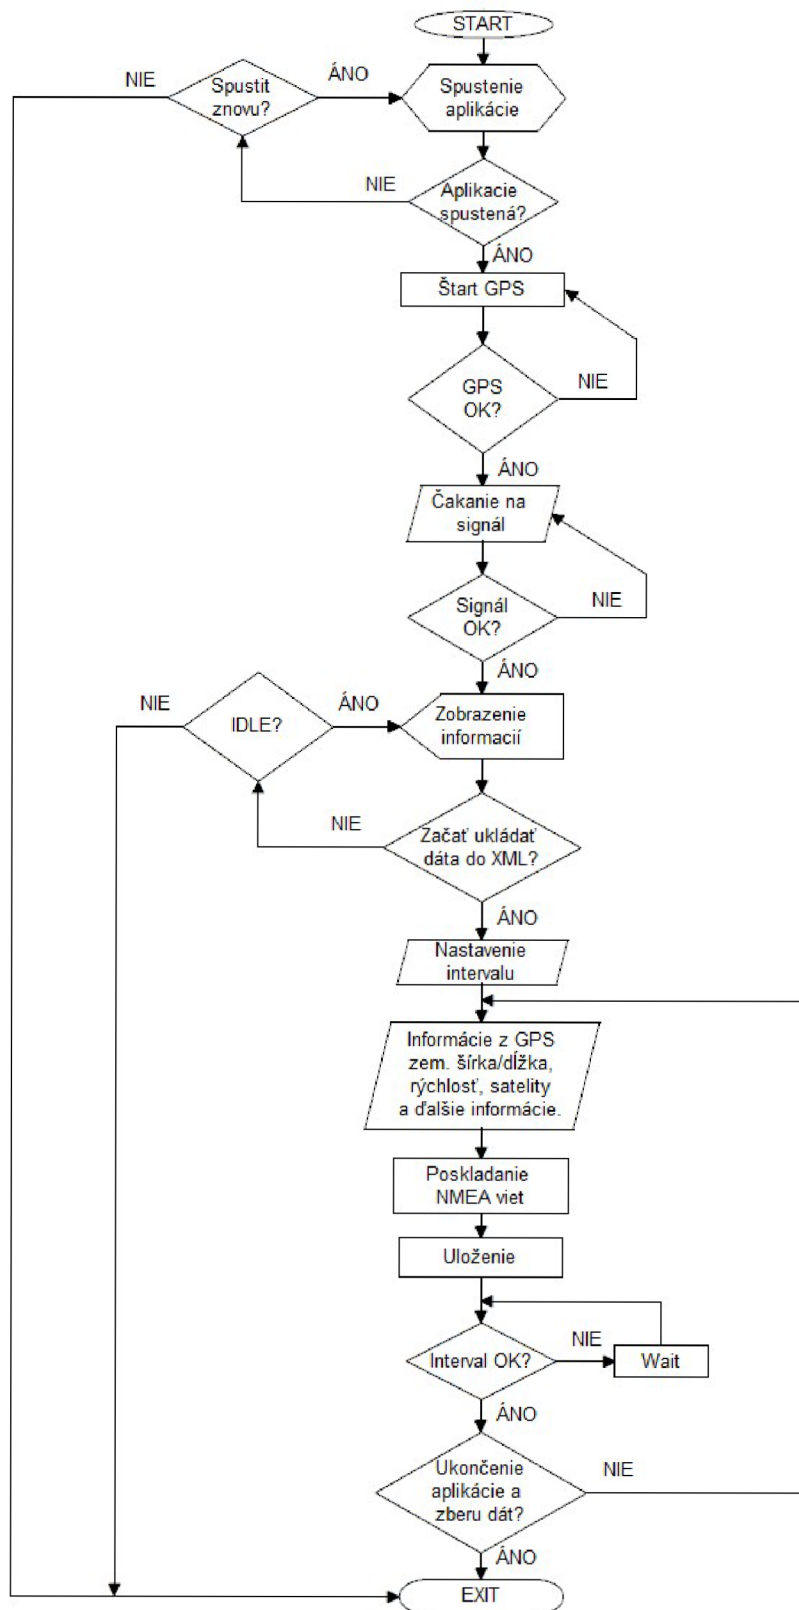 START
NIE
Spustit
znovu?
ÁNO
Spustenie
aplikácie
NIE
Aplikacie
spustená?
ÁNO
Štart GPS
GPS
OK?
NIE
ÁNO
Čakanie na
signál
Signál
OK?
NIE
ÁNO
NIE
IDLE?
ÁNO
Zobrazenie
informacií
NIE
Začať ukládať
dáta do XML?
ÁNO
Nastavenie
intervalu
Informácie z GPS
zem. šírka/dĺžka,
rýchlosť, satelity
a ďalšie informácie.
Poskladanie
NMEA viet
Uloženie
Interval OK?
NIE
Wait
ÁNO
Ukončenie
aplikácie a
zberu dát?
NIE
ÁNO
EXIT